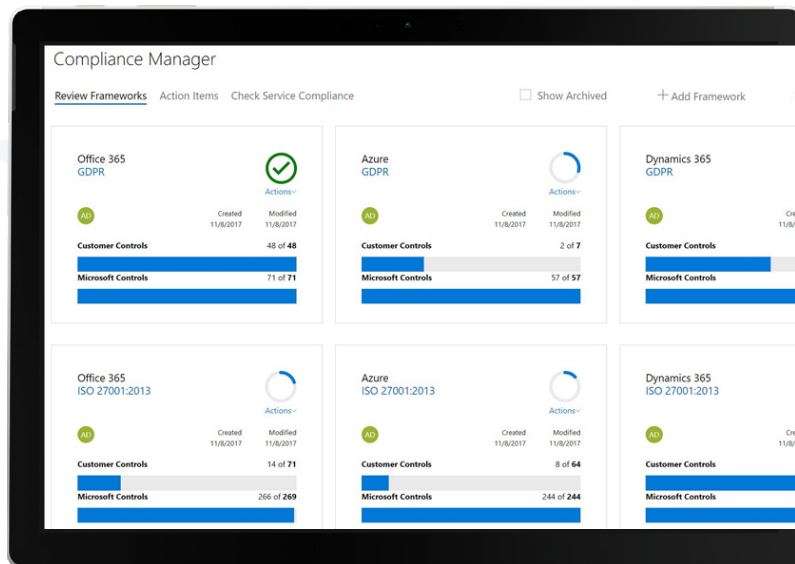 Compliance Manager
Review Frameworks Action Items Check Service Compliance Show Archived + Add Framework
Office 365
GDPR
Actions
AD
Created Modified
11/8/2017 11/8/2017
Customer Controls 48 of 48
Microsoft Controls 71 of 71
Azure
GDPR
Actions
AD
Created Modified
11/8/2017 11/8/2017
Customer Controls 2 of 7
Microsoft Controls 57 of 57
Dynamics 365
GDPR
AD
Customer Controls
Microsoft Controls
Office 365
ISO 27001:2013
Actions
AD
Created Modified
11/8/2017 11/8/2017
Customer Controls 14 of 71
Microsoft Controls 266 of 269
Azure
ISO 27001:2013
Actions
AD
Created Modified
11/8/2017 11/8/2017
Customer Controls 8 of 64
Microsoft Controls 244 of 244
Dynamics 365
ISO 27001:2013
AD
Customer Controls
Microsoft Controls